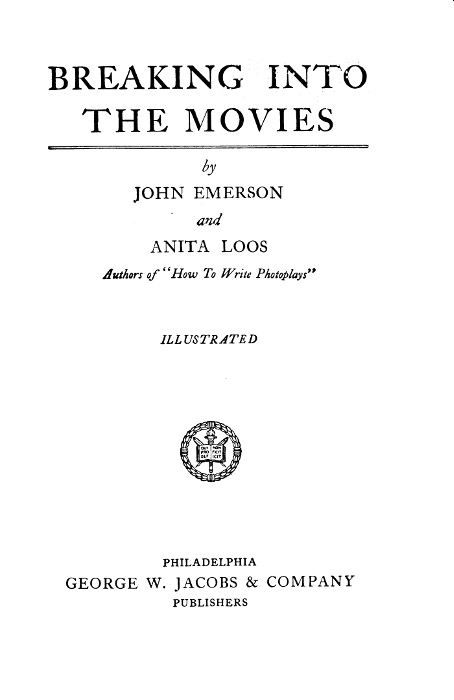 BREAKING INTO
THE MOVIES
by
JOHN EMERSON
and
ANITA LOOS
Authors of "How To Write Photoplays"
ILLUSTRATED
PHILADELPHIA
GEORGE W. JACOBS & COMPANY
PUBLISHERS